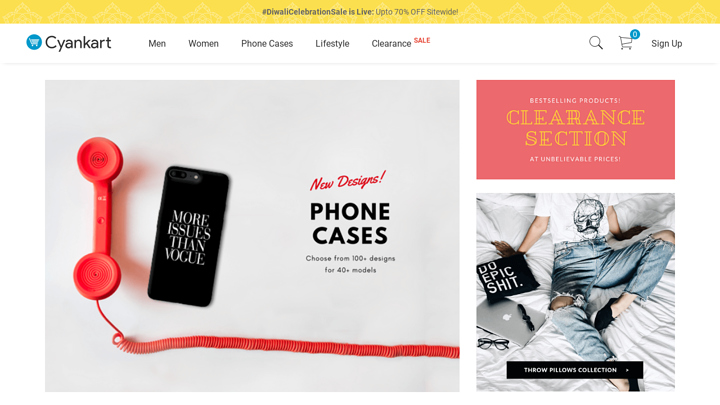 #DiwaliCelebrationSale is Live: Upto 70% OFF Sitewide!
Cyankart
Men
Women
Phone Cases
Lifestyle
Clearance SALE
0
Sign Up
New Designs!
PHONE
CASES
Choose from 100+ designs
for 40+ models
MORE
ISSUES
THAN
VOGUE
BESTSELLING PRODUCTS!
CLEARANCE
SECTION
AT UNBELIEVABLE PRICES!
DO
EPIC
SHIT.
THROW PILLOWS COLLECTION >